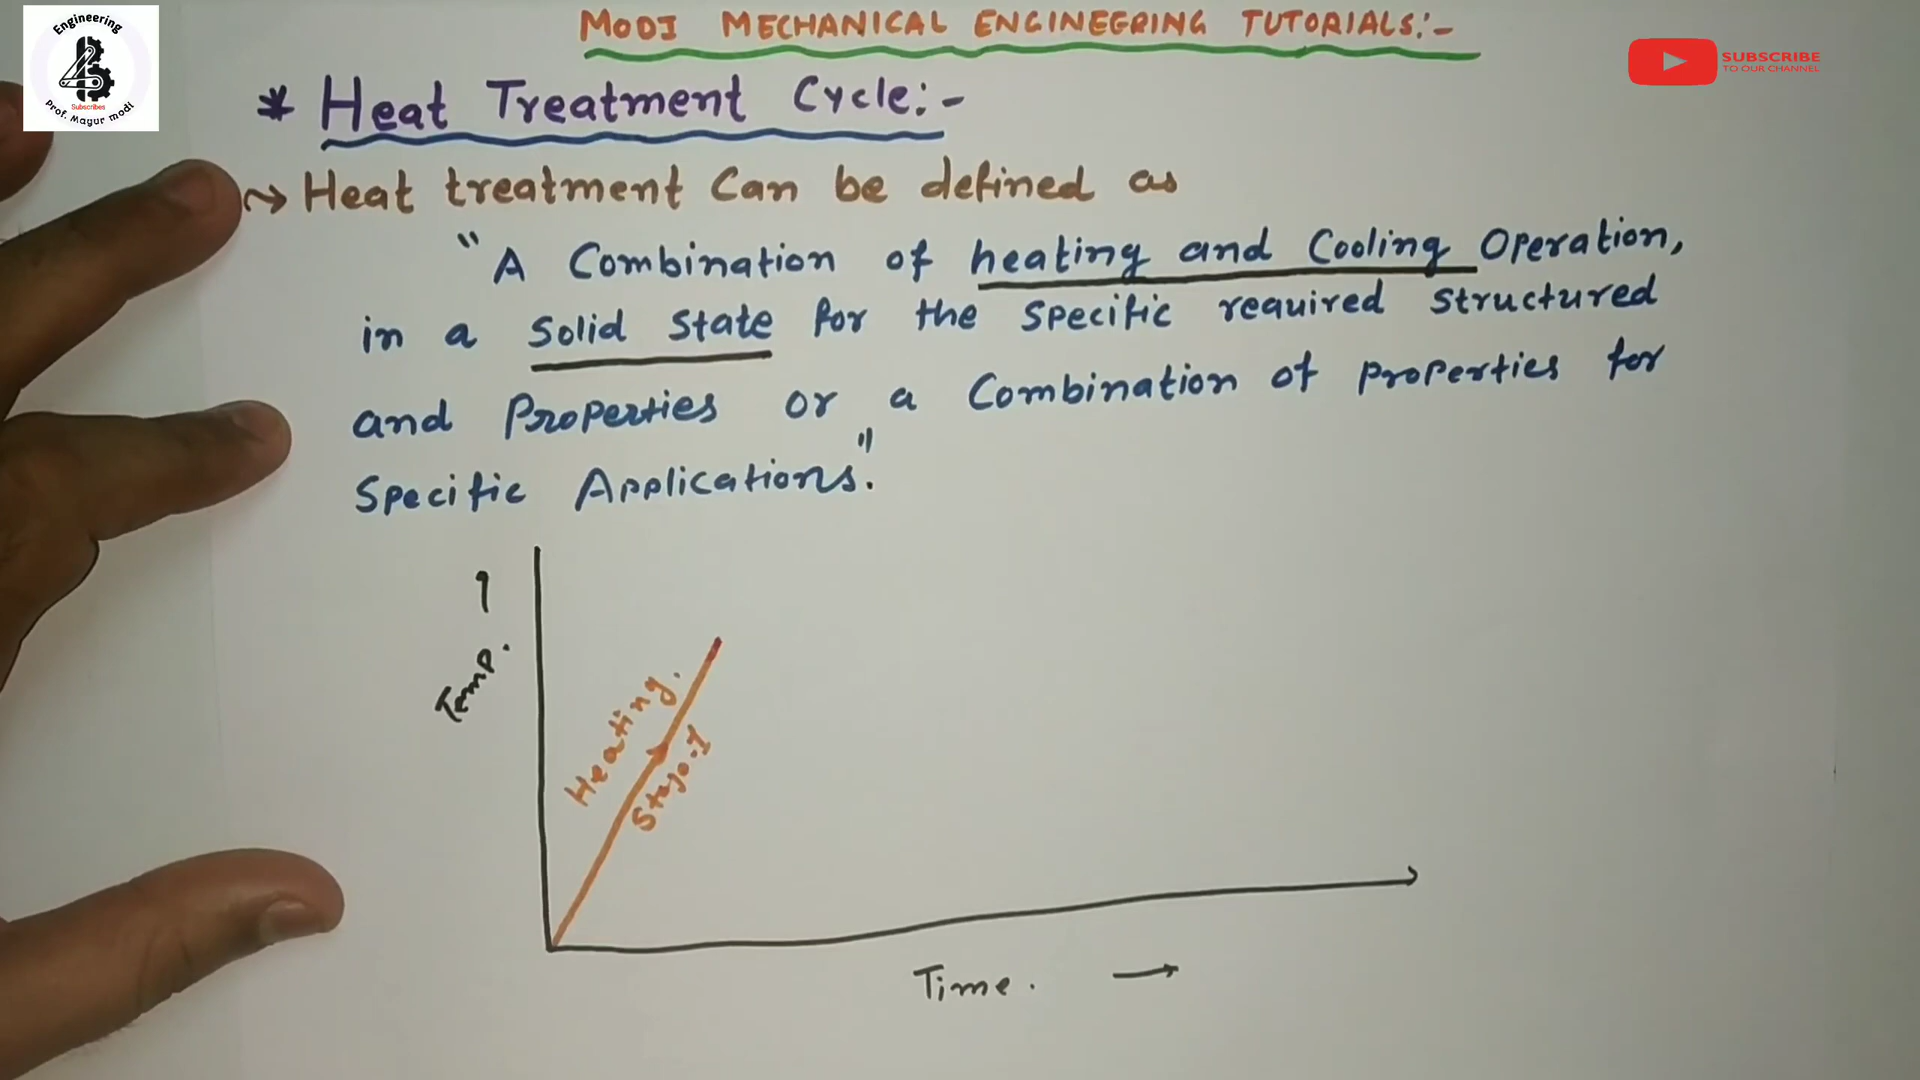 Engineering
Subscribes
Prof. Mayur modi
MODI MECHANICAL ENGINEERING TUTORIALS:-
SUBSCRIBE
TO OUR CHANNEL
* Heat Treatment Cycle:-
Heat treatment can be defined as
"A Combination of heating and Cooling Operation,
in a solid state for the specific required structured
and Properties or a Combination of properties for
Specific Applications".
Temp.
Heating.
Stage:1
Time.